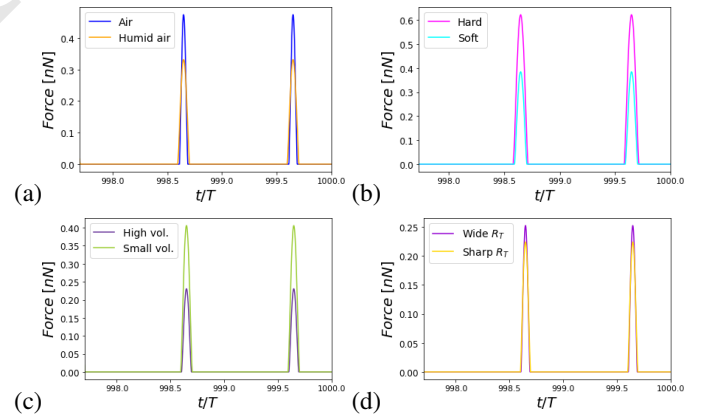 Air
Humid air
Force [nN]
0.4
0.3
0.2
0.1
0.0
998.0 998.5 999.0 999.5 1000.0
t/T
(a)
Hard
Soft
Force [nN]
0.6
0.5
0.4
0.3
0.2
0.1
0.0
998.0 998.5 999.0 999.5 1000.0
t/T
(b)
High vol.
Small vol.
Force [nN]
0.40
0.35
0.30
0.25
0.20
0.15
0.10
0.05
0.00
998.0 998.5 999.0 999.5 1000.0
t/T
(c)
Wide R_T
Sharp R_T
Force [nN]
0.25
0.20
0.15
0.10
0.05
0.00
998.0 998.5 999.0 999.5 1000.0
t/T
(d)